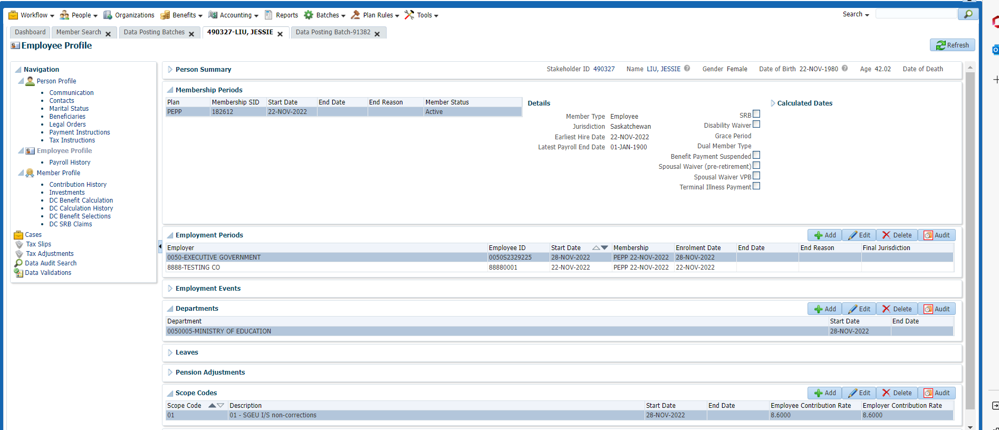 Workflow People Organizations Benefits Accounting Reports Batches Plan Rules Tools Search
Dashboard Member Search Data Posting Batches 490327-LIU, JESSIE Data Posting Batch-91382
Employee Profile Refresh
Navigation
Person Profile
Communication
Contacts
Marital Status
Beneficiaries
Legal Orders
Payment Instructions
Tax Instructions
Employee Profile
Payroll History
Member Profile
Contribution History
Investments
DC Benefit Calculation
DC Calculation History
DC Benefit Selections
DC SRB Claims
Cases
Tax Slips
Tax Adjustments
Data Audit Search
Data Validations
Person Summary Stakeholder ID 490327 Name LIU, JESSIE Gender Female Date of Birth 22-NOV-1980 Age 42.02 Date of Death
Membership Periods
Plan Membership SID Start Date End Date End Reason Member Status
PEPP 182612 22-NOV-2022 Active
Details
Member Type Employee
Jurisdiction Saskatchewan
Earliest Hire Date 22-NOV-2022
Latest Payroll End Date 01-JAN-1900
SRB
Disability Waiver
Grace Period
Dual Member Type
Benefit Payment Suspended
Spousal Waiver (pre-retirement)
Spousal Waiver VPB
Terminal Illness Payment
Calculated Dates
Employment Periods Add Edit Delete Audit
Employer Employee ID Start Date Membership Enrolment Date End Date End Reason Final Jurisdiction
0050-EXECUTIVE GOVERNMENT 0050S2329225 28-NOV-2022 PEPP 22-NOV-2022 28-NOV-2022
8888-TESTING CO 88880001 22-NOV-2022 PEPP 22-NOV-2022 22-NOV-2022
Employment Events
Departments Add Edit Delete Audit
Department Start Date End Date
0050005-MINISTRY OF EDUCATION 28-NOV-2022
Leaves
Pension Adjustments
Scope Codes Add Edit Delete Audit
Scope Code Description Start Date End Date Employee Contribution Rate Employer Contribution Rate
01 01 - SGEU I/S non-corrections 28-NOV-2022 8.6000 8.6000